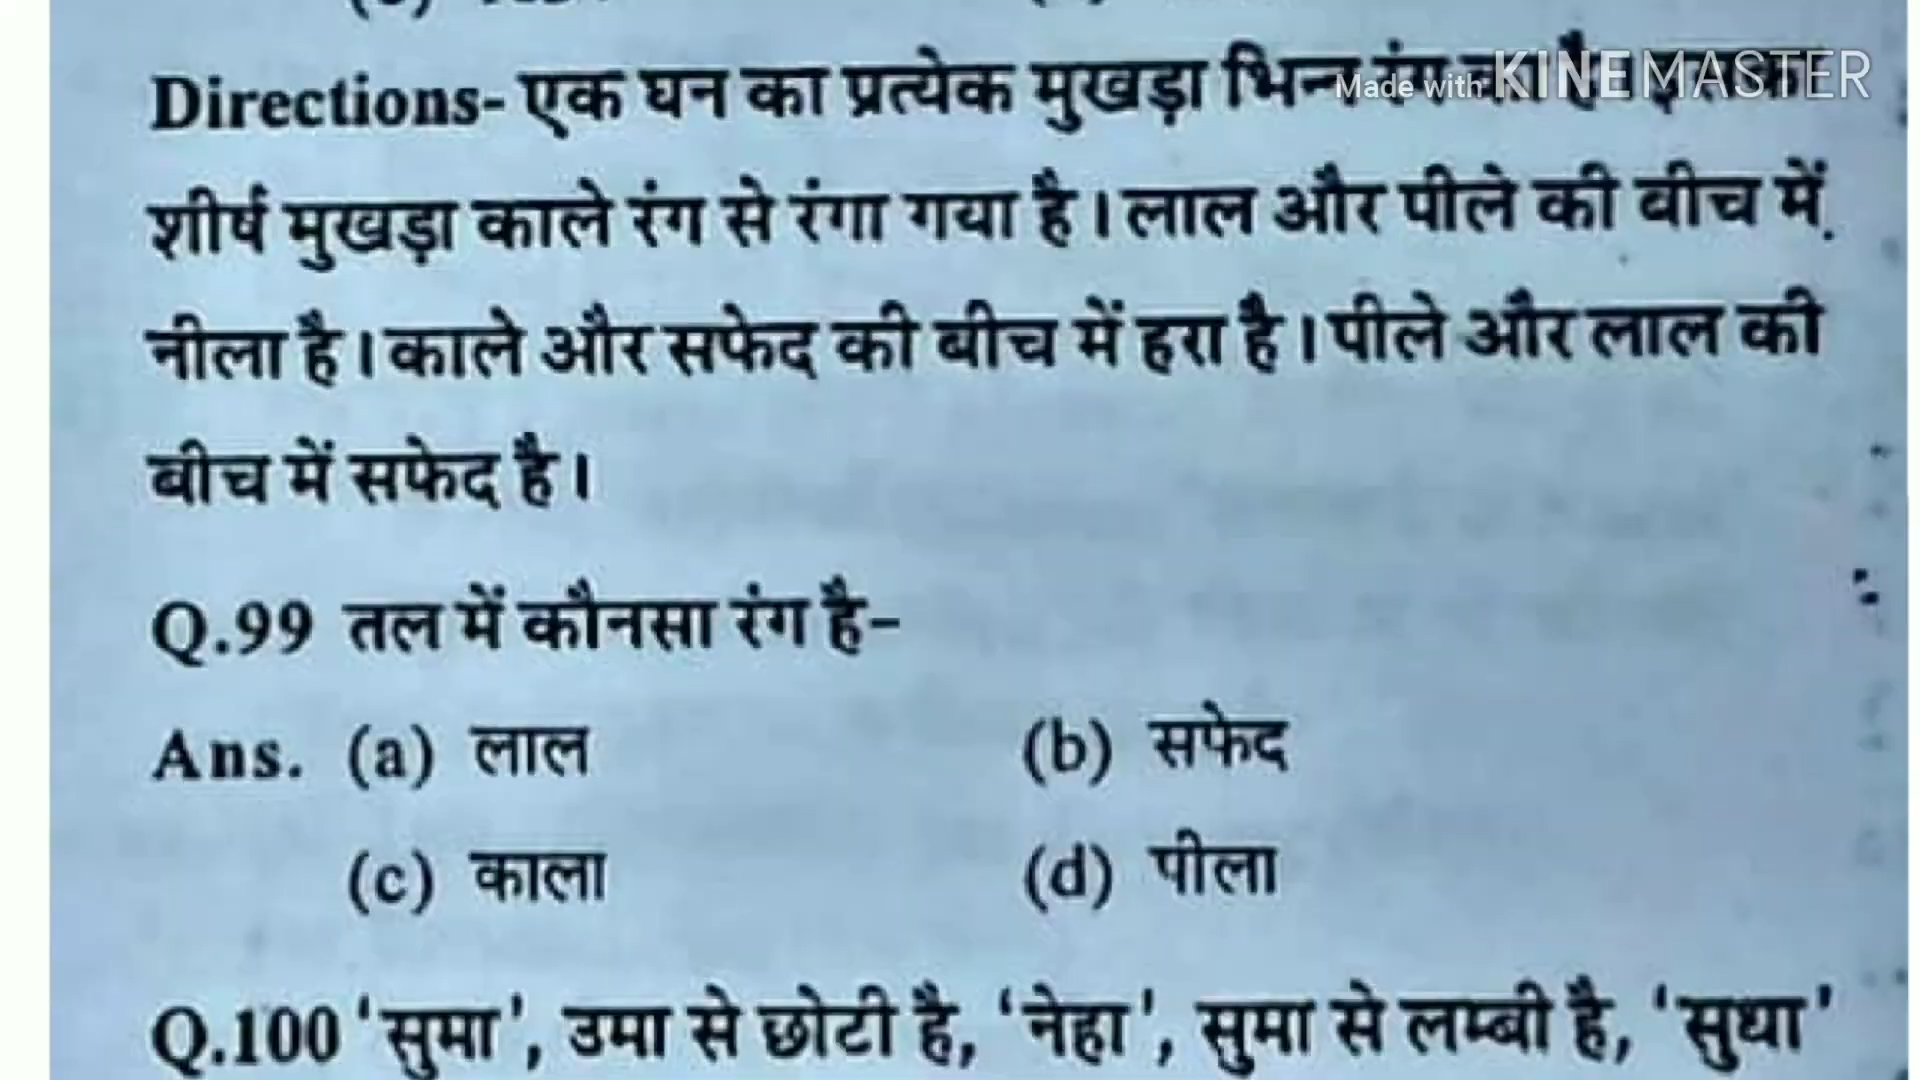 Directions- एक घन का प्रत्येक मुखड़ा भिन्न रंग का है। इसका
Made with KINEMASTER
शीर्ष मुखड़ा काले रंग से रंगा गया है। लाल और पीले की बीच में
नीला है। काले और सफेद की बीच में हरा है। पीले और लाल की
बीच में सफेद है।
Q.99 तल में कौनसा रंग है-
Ans. (a) लाल (b) सफेद
(c) काला (d) पीला
Q.100 'सुमा', उमा से छोटी है, 'नेहा', सुमा से लम्बी है, 'सुधा'